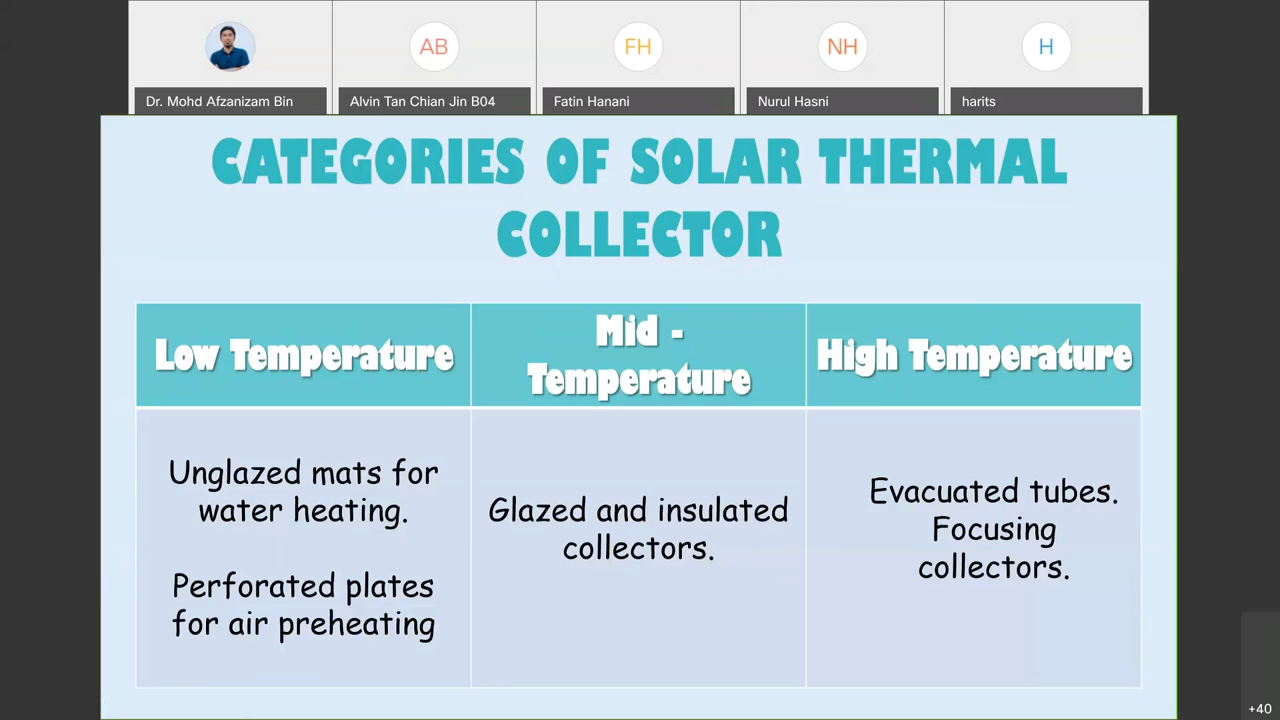 AB
FH
NH
H
Dr. Mohd Afzanizam Bin
Alvin Tan Chian Jin B04
Fatin Hanani
Nurul Hasni
harits
CATEGORIES OF SOLAR THERMAL
COLLECTOR
Low Temperature
Mid -
Temperature
High Temperature
Unglazed mats for
water heating.
Perforated plates
for air preheating
Glazed and insulated
collectors.
Evacuated tubes.
Focusing
collectors.
+40